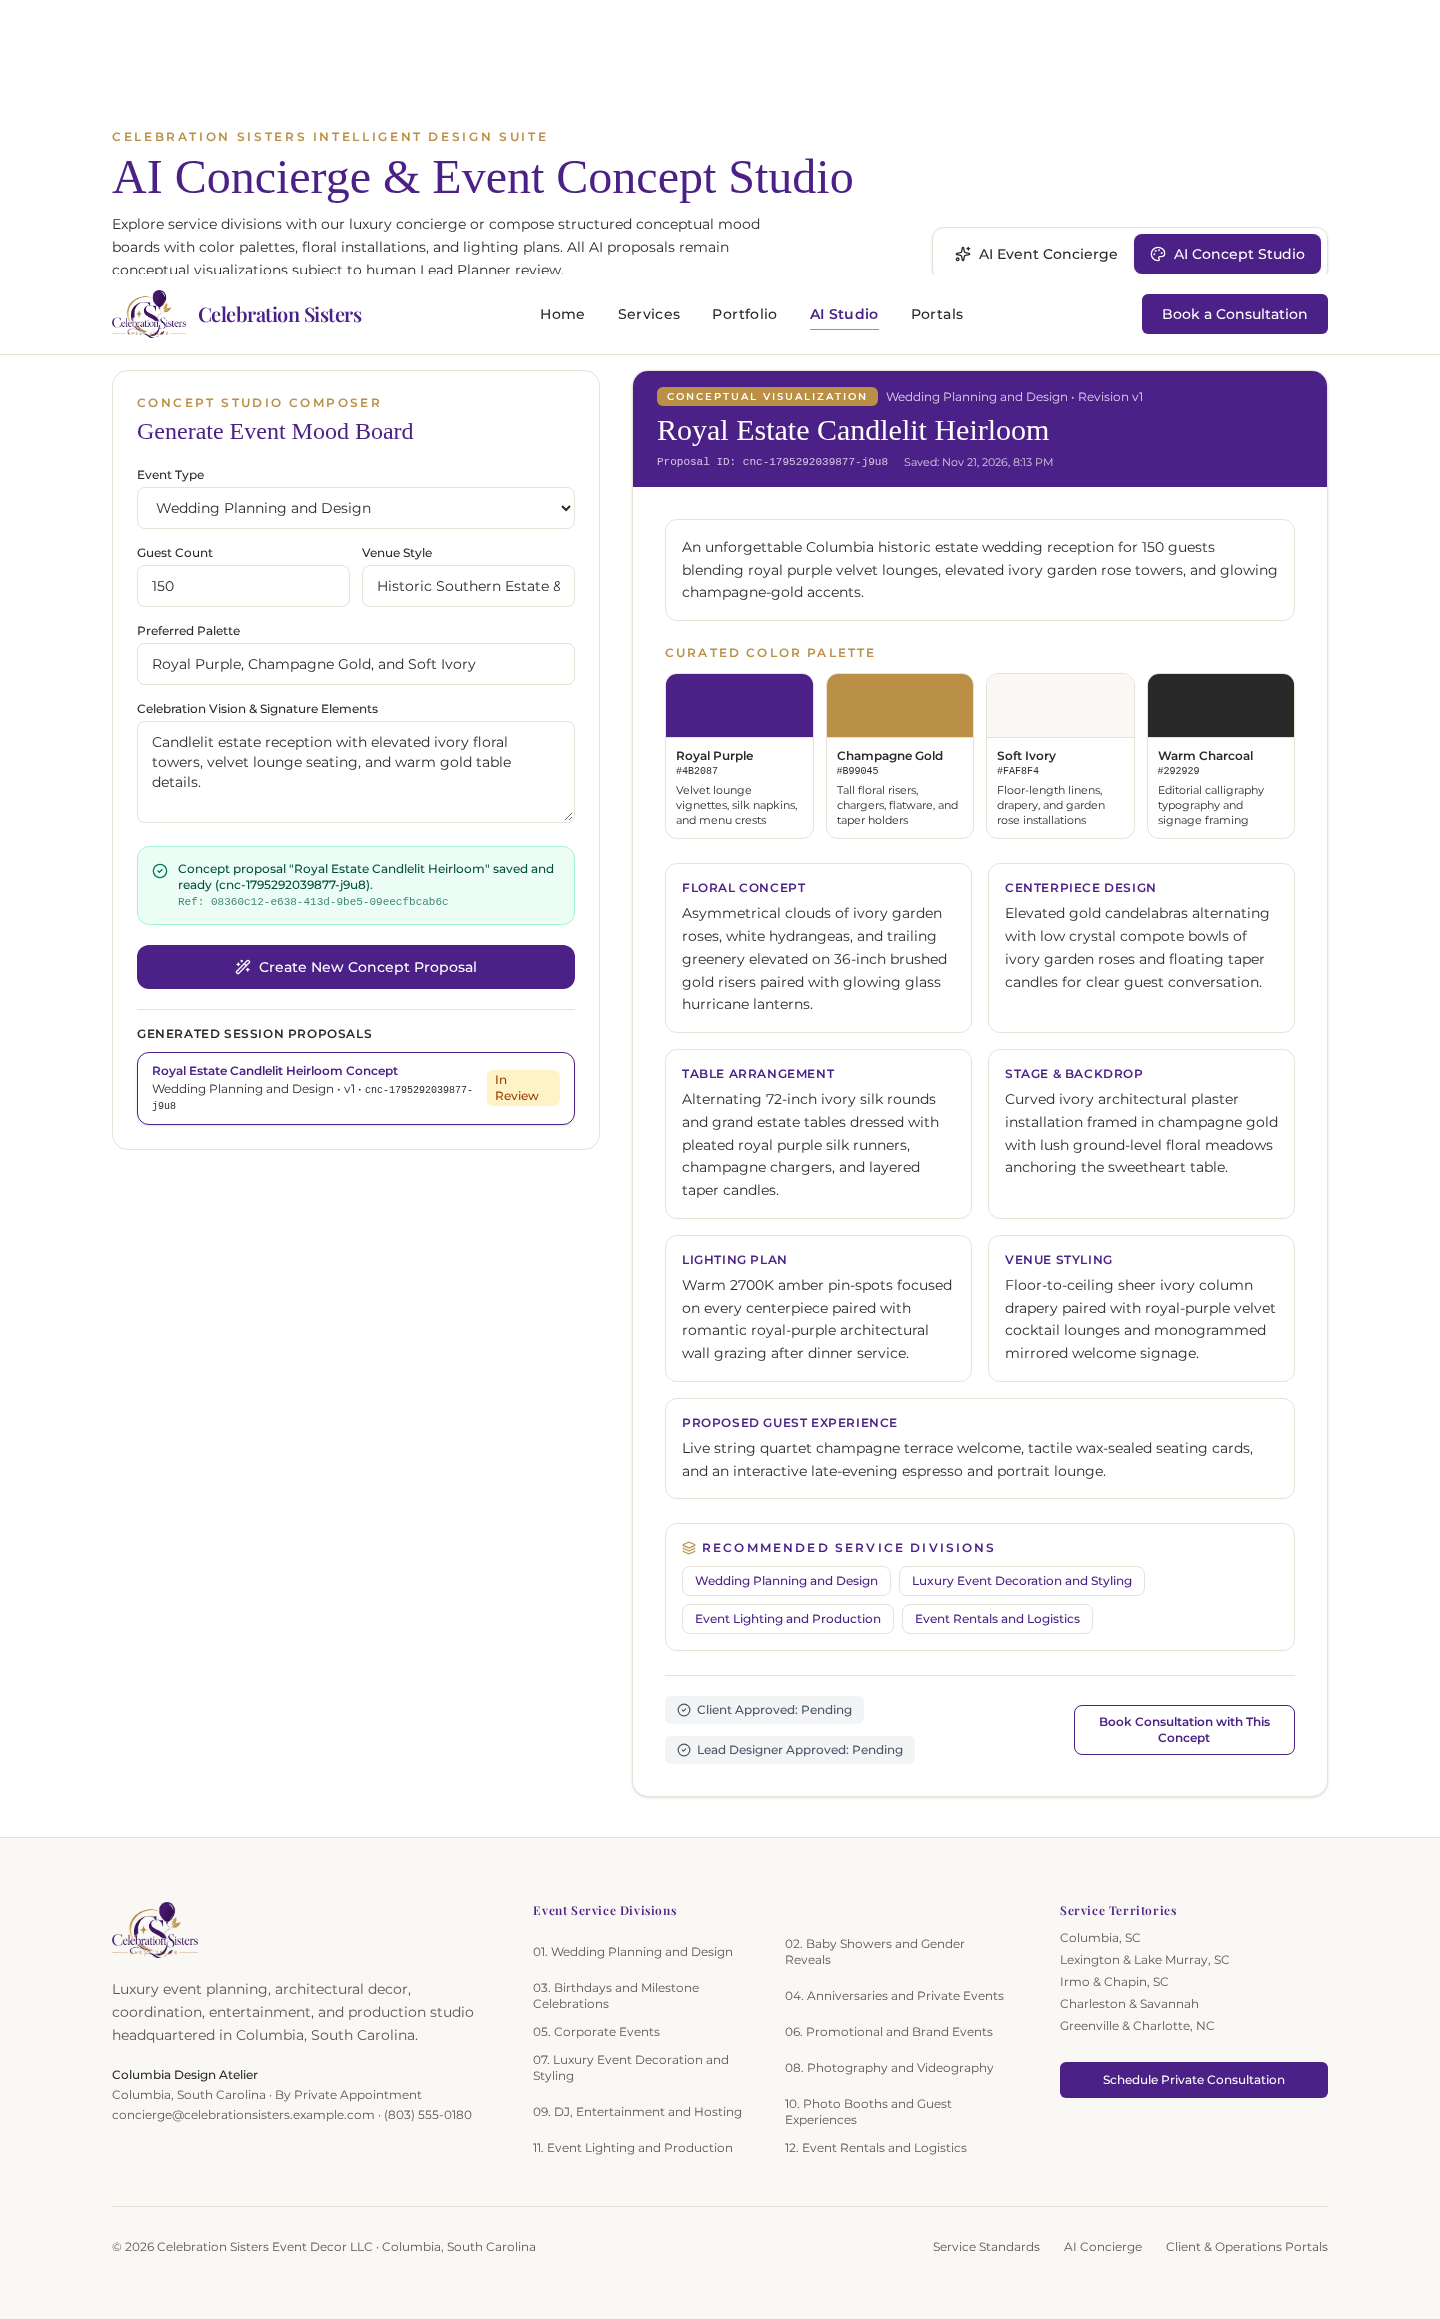 CELEBRATION SISTERS INTELLIGENT DESIGN SUITE
AI Concierge & Event Concept Studio
Explore service divisions with our luxury concierge or compose structured conceptual mood
boards with color palettes, floral installations, and lighting plans. All AI proposals remain
conceptual visualizations subject to human Lead Planner review.
AI Event Concierge
AI Concept Studio
Celebration Sisters
Celebration Sisters
Home
Services
Portfolio
AI Studio
Portals
Book a Consultation
CONCEPT STUDIO COMPOSER
Generate Event Mood Board
Event Type
Wedding Planning and Design
Guest Count
Venue Style
150
Historic Southern Estate &
Preferred Palette
Royal Purple, Champagne Gold, and Soft Ivory
Celebration Vision & Signature Elements
Candlelit estate reception with elevated ivory floral
towers, velvet lounge seating, and warm gold table
details.
Concept proposal "Royal Estate Candlelit Heirloom" saved and
ready (cnc-1795292039877-j9u8).
Ref: 08360c12-e638-413d-9be5-09eecfbcab6c
Create New Concept Proposal
GENERATED SESSION PROPOSALS
Royal Estate Candlelit Heirloom Concept
Wedding Planning and Design • v1 • cnc-1795292039877-
j9u8
In
Review
CONCEPTUAL VISUALIZATION
Wedding Planning and Design • Revision v1
Royal Estate Candlelit Heirloom
Proposal ID: cnc-1795292039877-j9u8
Saved: Nov 21, 2026, 8:13 PM
An unforgettable Columbia historic estate wedding reception for 150 guests
blending royal purple velvet lounges, elevated ivory garden rose towers, and glowing
champagne-gold accents.
CURATED COLOR PALETTE
Royal Purple
#4B2087
Velvet lounge
vignettes, silk napkins,
and menu crests
Champagne Gold
#B99045
Tall floral risers,
chargers, flatware, and
taper holders
Soft Ivory
#FAF8F4
Floor-length linens,
drapery, and garden
rose installations
Warm Charcoal
#292929
Editorial calligraphy
typography and
signage framing
FLORAL CONCEPT
Asymmetrical clouds of ivory garden
roses, white hydrangeas, and trailing
greenery elevated on 36-inch brushed
gold risers paired with glowing glass
hurricane lanterns.
CENTERPIECE DESIGN
Elevated gold candelabras alternating
with low crystal compote bowls of
ivory garden roses and floating taper
candles for clear guest conversation.
TABLE ARRANGEMENT
Alternating 72-inch ivory silk rounds
and grand estate tables dressed with
pleated royal purple silk runners,
champagne chargers, and layered
taper candles.
STAGE & BACKDROP
Curved ivory architectural plaster
installation framed in champagne gold
with lush ground-level floral meadows
anchoring the sweetheart table.
LIGHTING PLAN
Warm 2700K amber pin-spots focused
on every centerpiece paired with
romantic royal-purple architectural
wall grazing after dinner service.
VENUE STYLING
Floor-to-ceiling sheer ivory column
drapery paired with royal-purple velvet
cocktail lounges and monogrammed
mirrored welcome signage.
PROPOSED GUEST EXPERIENCE
Live string quartet champagne terrace welcome, tactile wax-sealed seating cards,
and an interactive late-evening espresso and portrait lounge.
RECOMMENDED SERVICE DIVISIONS
Wedding Planning and Design
Luxury Event Decoration and Styling
Event Lighting and Production
Event Rentals and Logistics
Client Approved: Pending
Lead Designer Approved: Pending
Book Consultation with This
Concept
Celebration Sisters
Luxury event planning, architectural decor,
coordination, entertainment, and production studio
headquartered in Columbia, South Carolina.
Columbia Design Atelier
Columbia, South Carolina · By Private Appointment
concierge@celebrationsisters.example.com · (803) 555-0180
Event Service Divisions
01. Wedding Planning and Design
02. Baby Showers and Gender
Reveals
03. Birthdays and Milestone
Celebrations
04. Anniversaries and Private Events
05. Corporate Events
06. Promotional and Brand Events
07. Luxury Event Decoration and
Styling
08. Photography and Videography
09. DJ, Entertainment and Hosting
10. Photo Booths and Guest
Experiences
11. Event Lighting and Production
12. Event Rentals and Logistics
Service Territories
Columbia, SC
Lexington & Lake Murray, SC
Irmo & Chapin, SC
Charleston & Savannah
Greenville & Charlotte, NC
Schedule Private Consultation
© 2026 Celebration Sisters Event Decor LLC · Columbia, South Carolina
Service Standards
AI Concierge
Client & Operations Portals